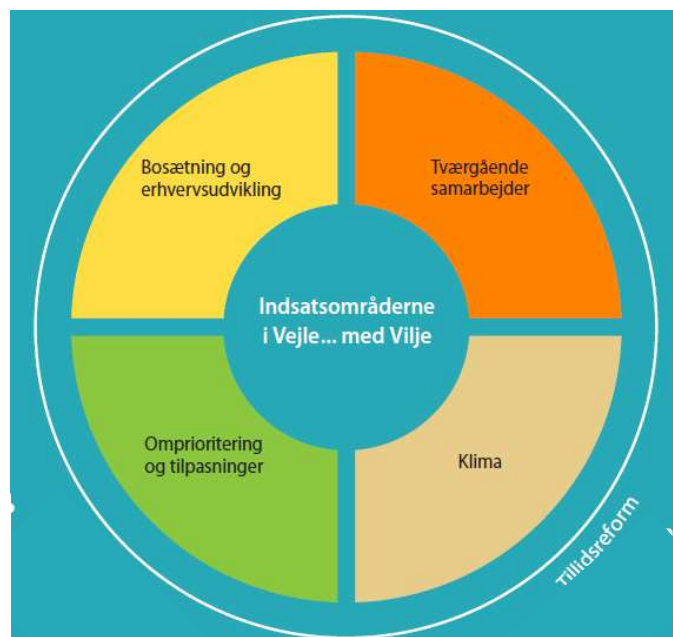 Bosætning og
erhvervsudvikling
Tværgående
samarbejder
Indsatsområderne
i Vejle... med Vilje
Omprioritering
og tilpasninger
Klima
Tillidsreform